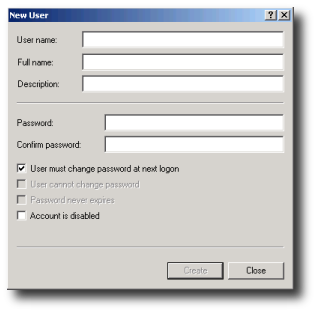 New User
User name:
Full name:
Description:
Password:
Confirm password:
User must change password at next logon
User cannot change password
Password never expires
Account is disabled
Create Close